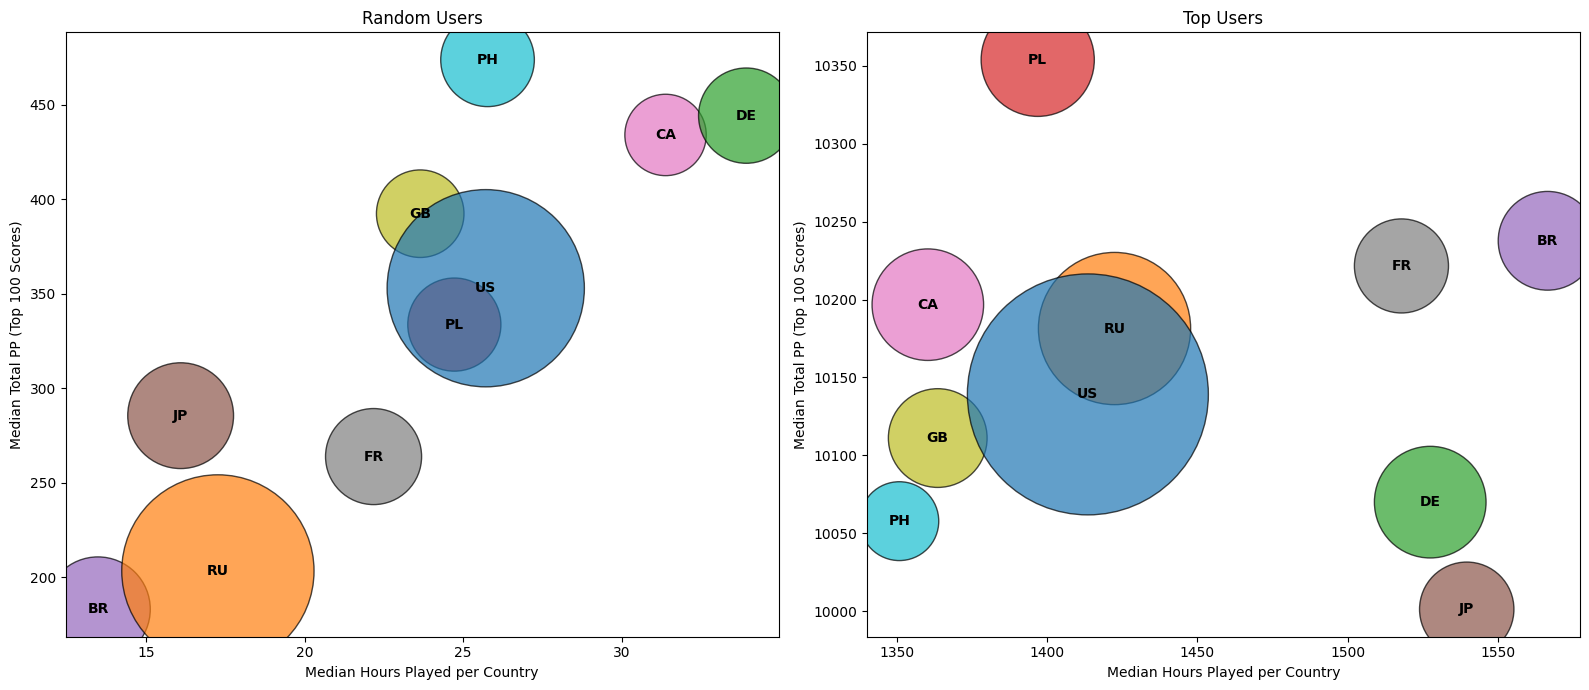 Random Users
Top Users
Median Total PP (Top 100 Scores)
450
400
350
300
250
200
PH
CA
DE
GB
US
PL
JP
FR
RU
BR
15
20
25
30
Median Hours Played per Country
Median Total PP (Top 100 Scores)
10350
10300
10250
10200
10150
10100
10050
10000
PL
BR
FR
CA
RU
US
GB
PH
DE
JP
1350
1400
1450
1500
1550
Median Hours Played per Country